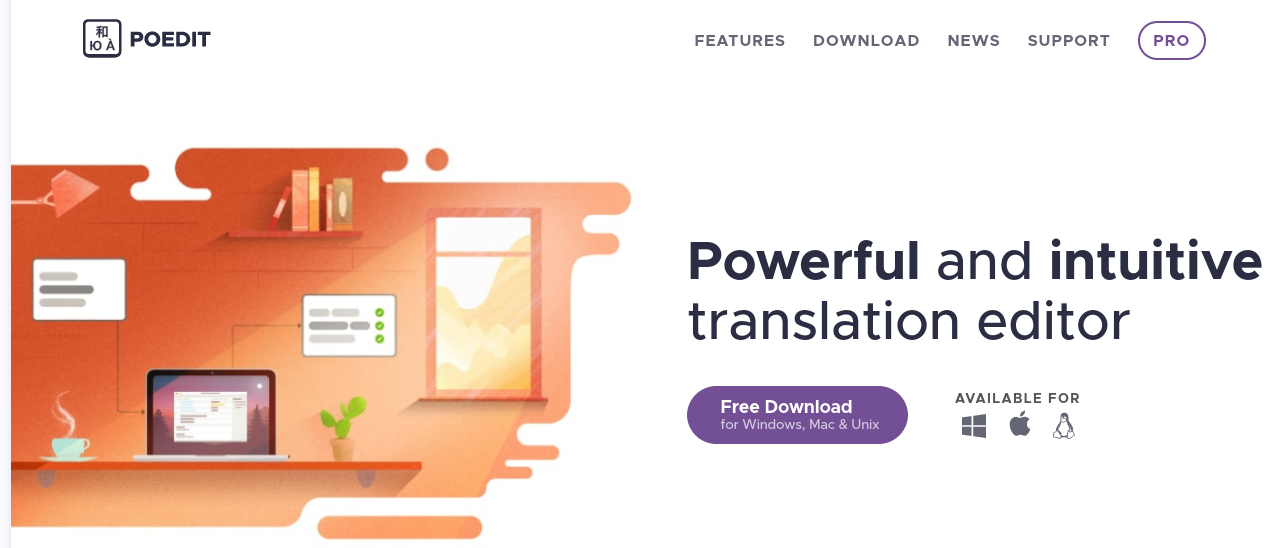 和
Ю À
POEDIT
FEATURES DOWNLOAD NEWS SUPPORT PRO
Powerful and intuitive
translation editor
Free Download
for Windows, Mac & Unix
AVAILABLE FOR